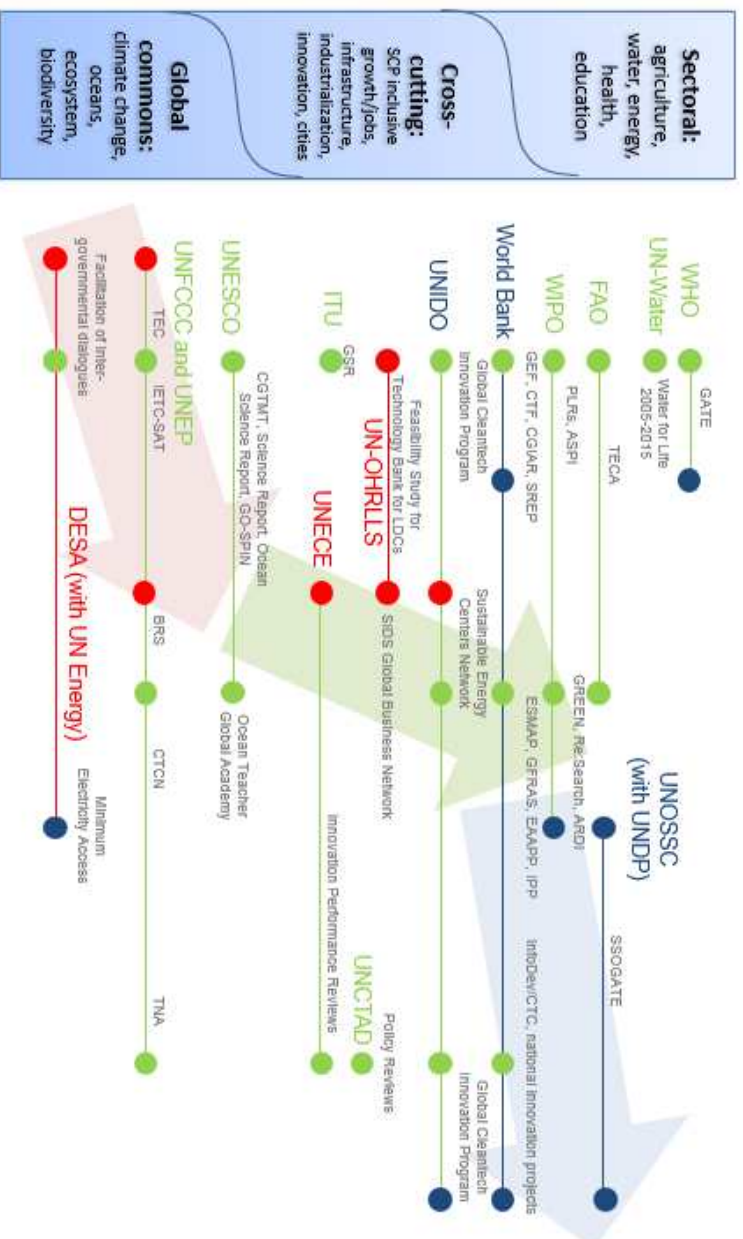 Sectoral:
agriculture,
water, energy,
health,
education
Cross-
cutting:
SCP inclusive
growth/jobs,
infrastructure,
industrialization,
innovation, cities
Global
commons:
climate change,
oceans,
ecosystem,
biodiversity
WHO
GATE
UN-Water
Water for Life
2005-2015
FAO
TECA
UNOSSC
(with UNDP)
SSOGATE
WIPO
PLRs, ASPI
GREEN, Re:Search, ARDI
World Bank
GEF, CTF, CGIAR, SREP
ESMAP, GFRAS, EAAPP, IPP
InfoDev/CTC, national innovation projects
UNIDO
Global Cleantech
Innovation Program
Sustainable Energy
Centers Network
Global Cleantech
Innovation Program
Feasibility Study for
Technology Bank for LDCs
UN-OHRLLS
SIDS Global Business Network
ITU
GSR
UNCTAD
Policy Reviews
UNECE
Innovation Performance Reviews
UNESCO
CGTMT, Science Report, Ocean
Science Report, GO-SPIN
Ocean Teacher
Global Academy
UNFCCC and UNEP
TEC
IETC-SAT
BRS
CTCN
TNA
Facilitation of inter-
governmental dialogues
DESA (with UN Energy)
Minimum
Electricity Access